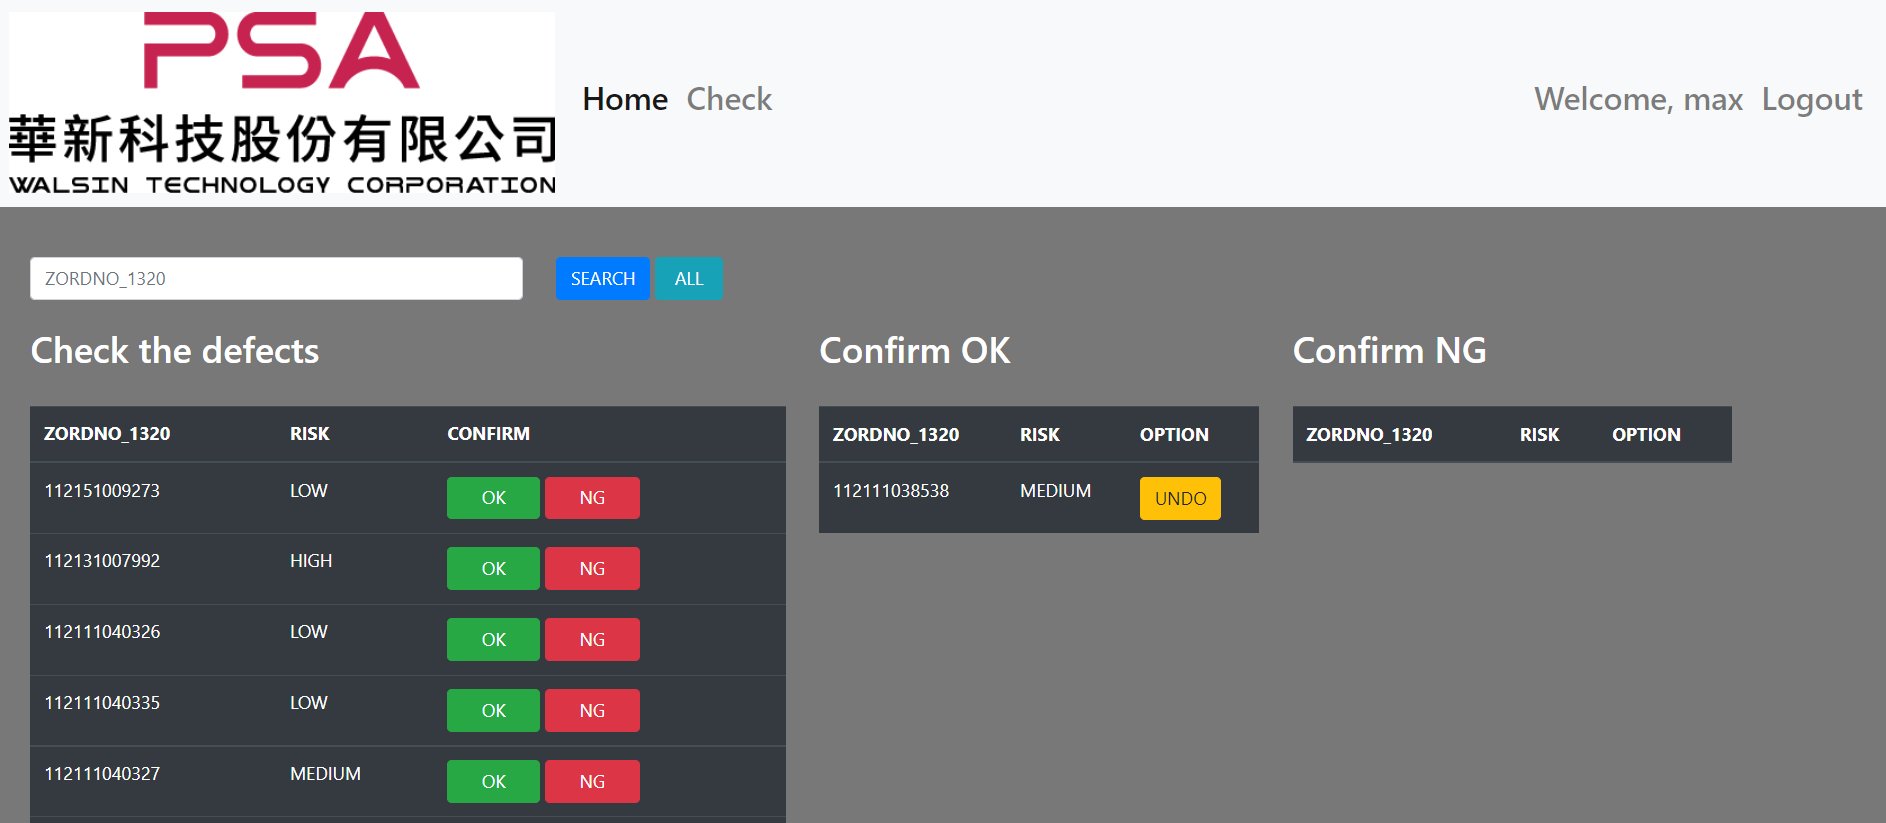 PSA
華新科技股份有限公司
WALSIN TECHNOLOGY CORPORATION
Home Check
Welcome, max Logout
ZORDNO_1320
SEARCH ALL
Check the defects
ZORDNO_1320 RISK CONFIRM
112151009273 LOW OK NG
112131007992 HIGH OK NG
112111040326 LOW OK NG
112111040335 LOW OK NG
112111040327 MEDIUM OK NG
Confirm OK
ZORDNO_1320 RISK OPTION
112111038538 MEDIUM UNDO
Confirm NG
ZORDNO_1320 RISK OPTION